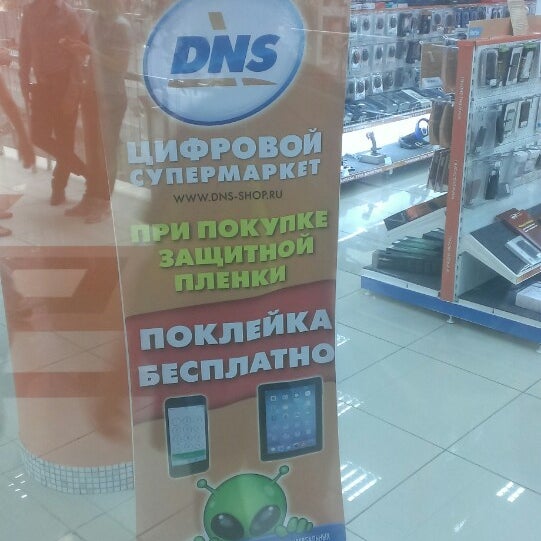 DNS
ЦИФРОВОЙ
СУПЕРМАРКЕТ
WWW.DNS-SHOP.RU
ПРИ ПОКУПКЕ
ЗАЩИТНОЙ
ПЛЕНКИ
ПОКЛЕЙКА
БЕСПЛАТНО